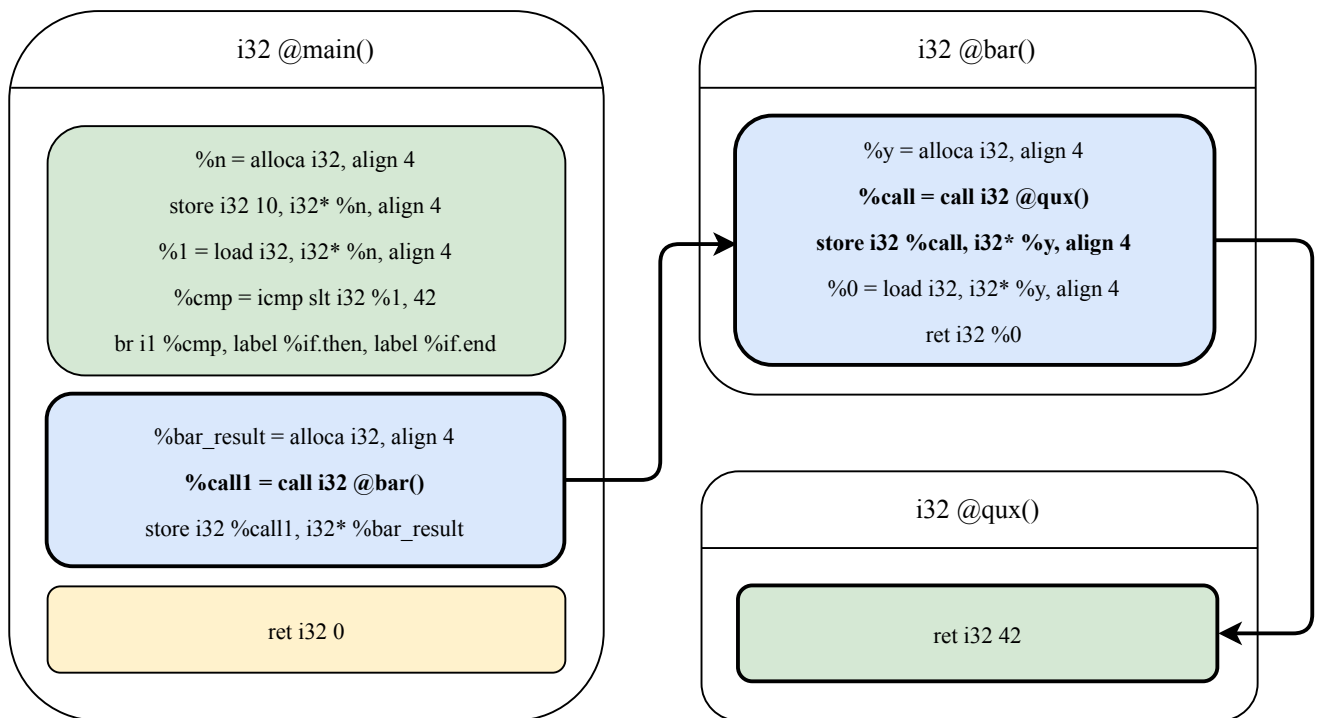 i32 @main()
%n = alloca i32, align 4
store i32 10, i32* %n, align 4
%1 = load i32, i32* %n, align 4
%cmp = icmp slt i32 %1, 42
br i1 %cmp, label %if.then, label %if.end
%bar_result = alloca i32, align 4
%call1 = call i32 @bar()
store i32 %call1, i32* %bar_result
ret i32 0
i32 @bar()
%y = alloca i32, align 4
%call = call i32 @qux()
store i32 %call, i32* %y, align 4
%0 = load i32, i32* %y, align 4
ret i32 %0
i32 @qux()
ret i32 42